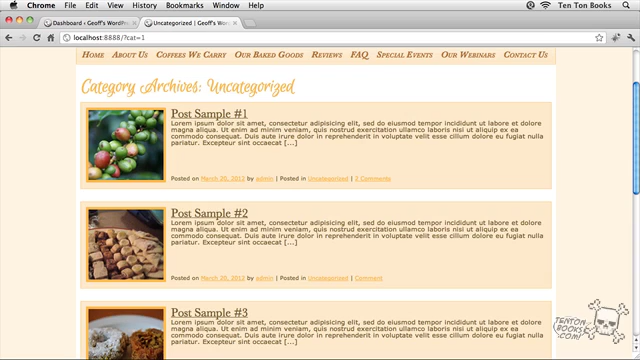 Chrome File Edit View History Bookmarks Window Help Ten Ton Books
Dashboard ‹ Geoff's WordPre
Uncategorized | Geoff's Work
localhost:8888/?cat=1
Home About Us Coffees We Carry Our Baked Goods Reviews FAQ Special Events Our Webinars Contact Us
Category Archives: Uncategorized
Post Sample #1
Lorem ipsum dolor sit amet, consectetur adipisicing elit, sed do eiusmod tempor incididunt ut labore et dolore
magna aliqua. Ut enim ad minim veniam, quis nostrud exercitation ullamco laboris nisi ut aliquip ex ea
commodo consequat. Duis aute irure dolor in reprehenderit in voluptate velit esse cillum dolore eu fugiat nulla
pariatur. Excepteur sint occaecat [...]
Posted on March 20, 2012 by admin | Posted in Uncategorized | 2 Comments
Post Sample #2
Lorem ipsum dolor sit amet, consectetur adipisicing elit, sed do eiusmod tempor incididunt ut labore et dolore
magna aliqua. Ut enim ad minim veniam, quis nostrud exercitation ullamco laboris nisi ut aliquip ex ea
commodo consequat. Duis aute irure dolor in reprehenderit in voluptate velit esse cillum dolore eu fugiat nulla
pariatur. Excepteur sint occaecat [...]
Posted on March 20, 2012 by admin | Posted in Uncategorized | Comment
Post Sample #3
Lorem ipsum dolor sit amet, consectetur adipisicing elit, sed do eiusmod tempor incididunt ut labore et dolore
magna aliqua. Ut enim ad minim veniam, quis nostrud exercitation ullamco laboris nisi ut aliquip ex ea
commodo consequat. Duis aute irure dolor in reprehenderit in voluptate velit esse cillum dolore eu fugiat nulla
pariatur. Excepteur sint occaecat [...]
TENTON
BOOKS
.COM!